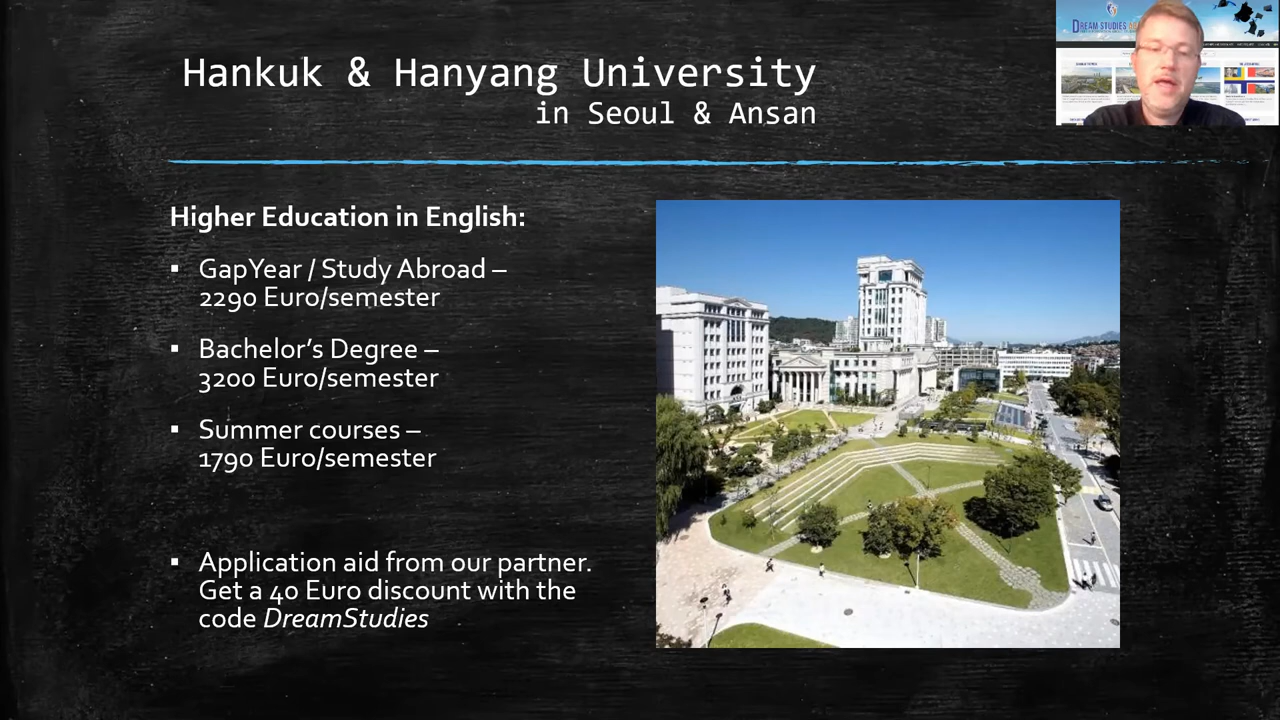 DREAM STUDIES
Hankuk & Hanyang University
in Seoul & Ansan
Higher Education in English:
▪ GapYear / Study Abroad –
2290 Euro/semester
▪ Bachelor’s Degree –
3200 Euro/semester
▪ Summer courses –
1790 Euro/semester
▪ Application aid from our partner.
Get a 40 Euro discount with the
code DreamStudies